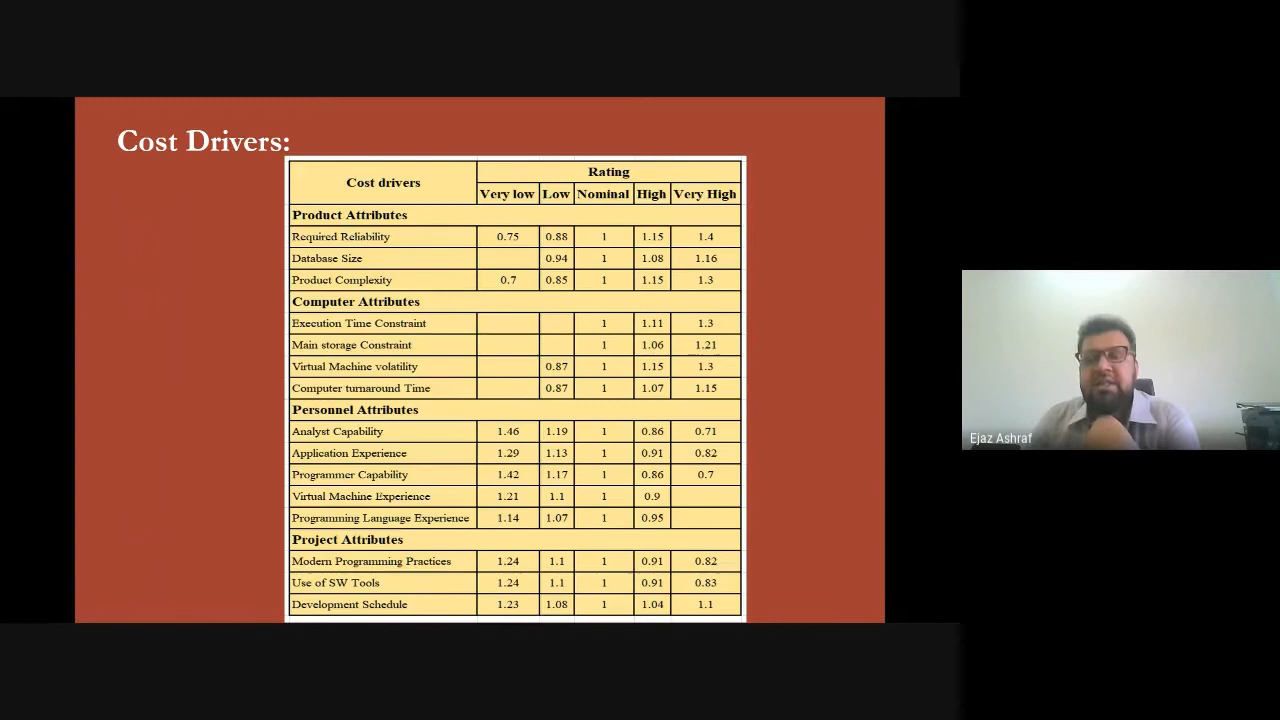 Cost Drivers:
Cost drivers Rating
Very low Low Nominal High Very High
Product Attributes
Required Reliability 0.75 0.88 1 1.15 1.4
Database Size 0.94 1 1.08 1.16
Product Complexity 0.7 0.85 1 1.15 1.3
Computer Attributes
Execution Time Constraint 1 1.11 1.3
Main storage Constraint 1 1.06 1.21
Virtual Machine volatility 0.87 1 1.15 1.3
Computer turnaround Time 0.87 1 1.07 1.15
Personnel Attributes
Analyst Capability 1.46 1.19 1 0.86 0.71
Application Experience 1.29 1.13 1 0.91 0.82
Programmer Capability 1.42 1.17 1 0.86 0.7
Virtual Machine Experience 1.21 1.1 1 0.9
Programming Language Experience 1.14 1.07 1 0.95
Project Attributes
Modern Programming Practices 1.24 1.1 1 0.91 0.82
Use of SW Tools 1.24 1.1 1 0.91 0.83
Development Schedule 1.23 1.08 1 1.04 1.1
Ejaz Ashraf